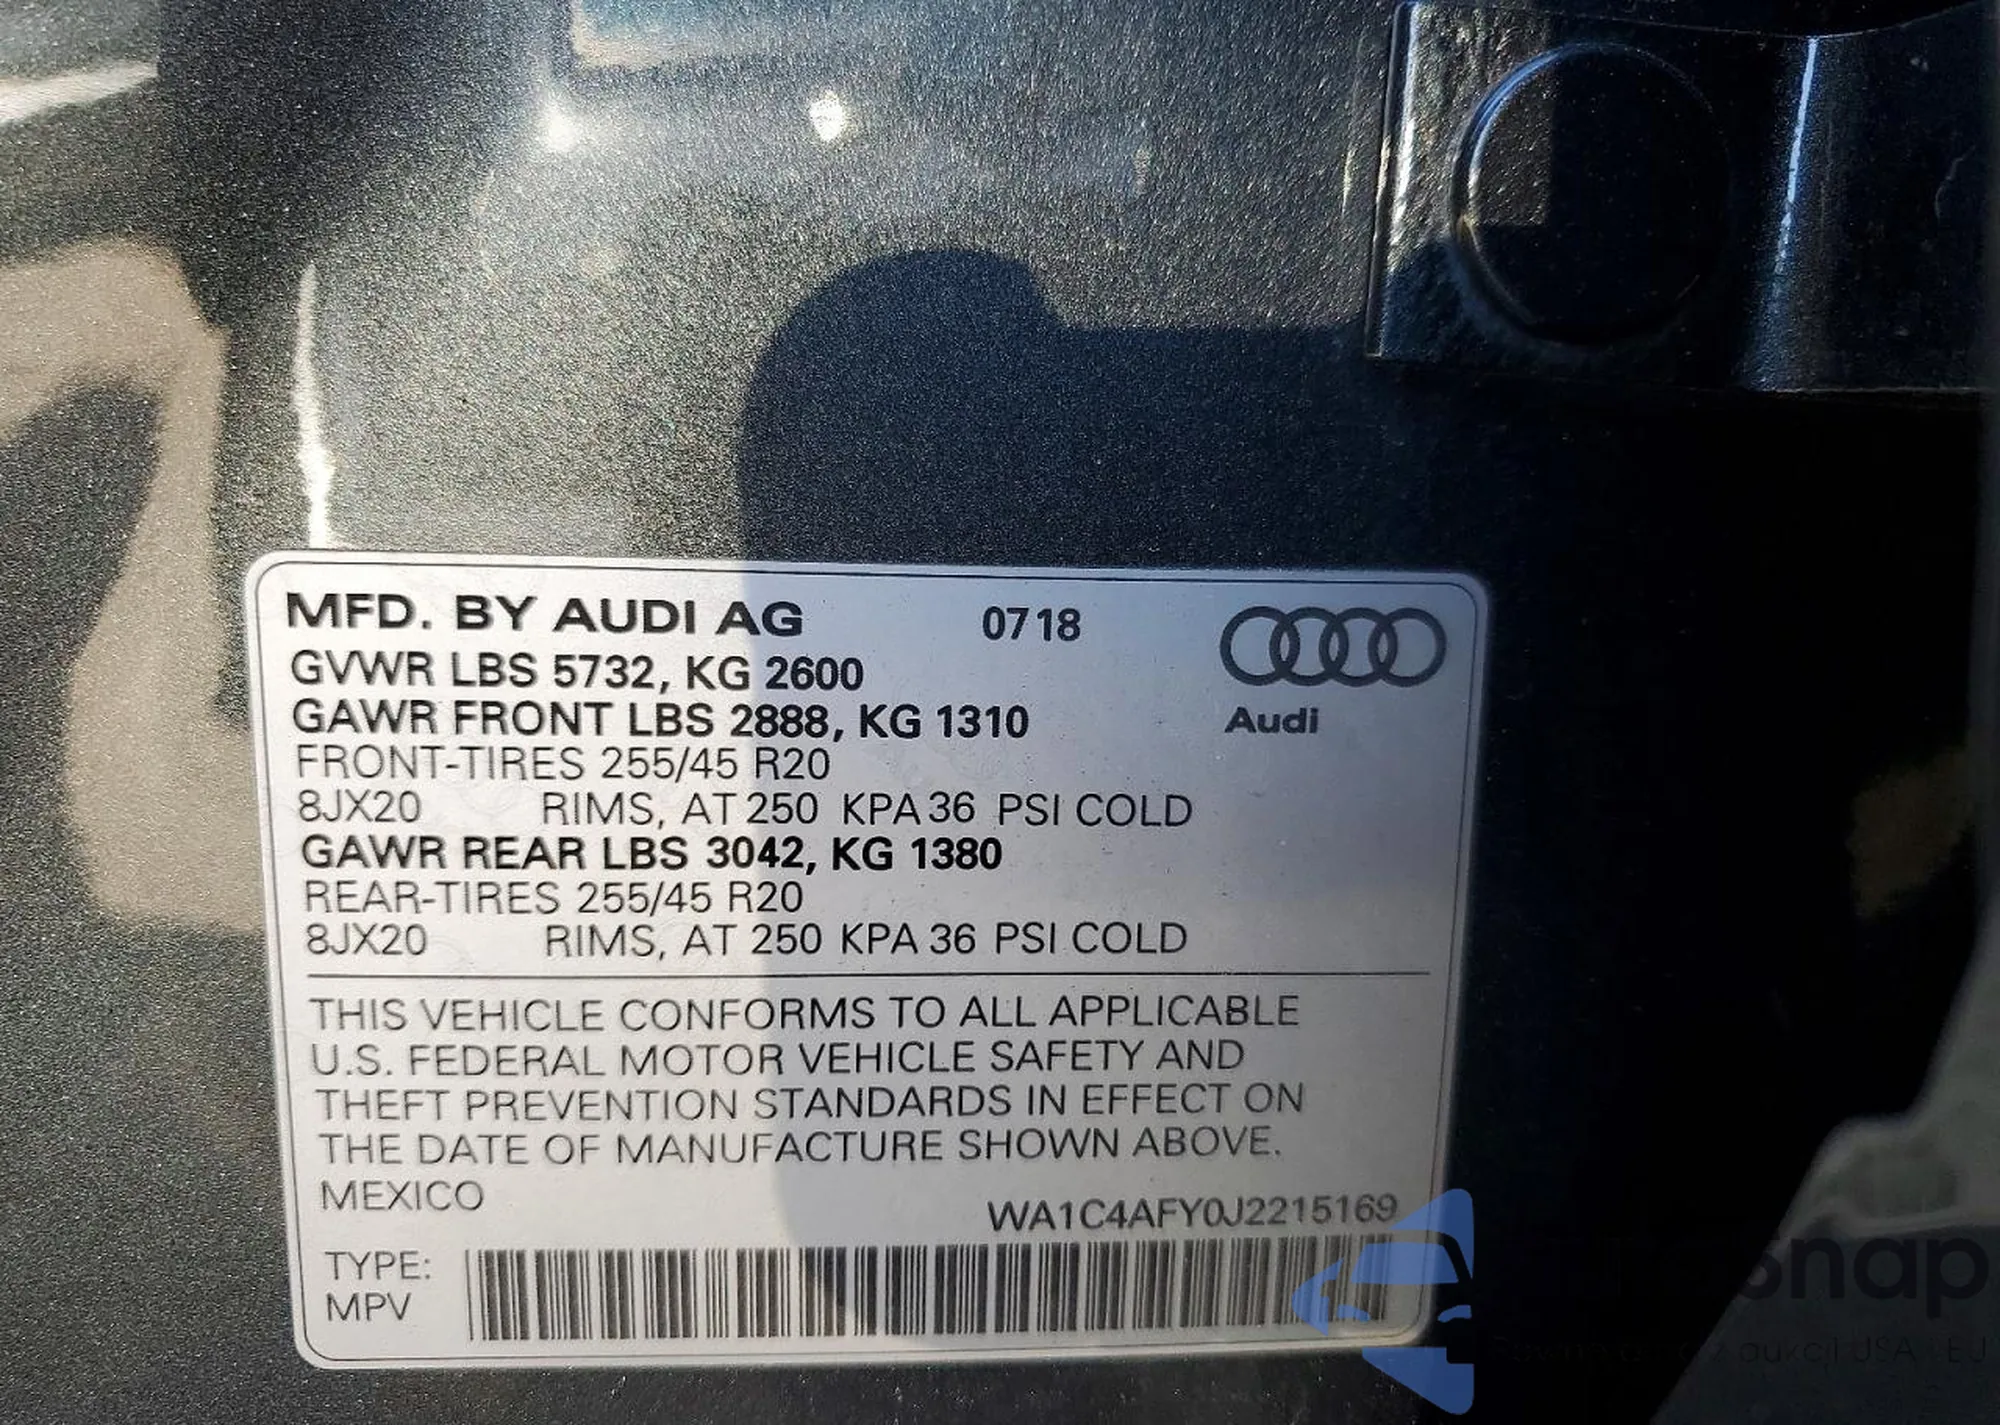 MFD. BY AUDI AG 0718
GVWR LBS 5732, KG 2600
GAWR FRONT LBS 2888, KG 1310
Audi
FRONT-TIRES 255/45 R20
8JX20 RIMS, AT 250 KPA 36 PSI COLD
GAWR REAR LBS 3042, KG 1380
REAR-TIRES 255/45 R20
8JX20 RIMS, AT 250 KPA 36 PSI COLD
THIS VEHICLE CONFORMS TO ALL APPLICABLE
U.S. FEDERAL MOTOR VEHICLE SAFETY AND
THEFT PREVENTION STANDARDS IN EFFECT ON
THE DATE OF MANUFACTURE SHOWN ABOVE.
MEXICO
WA1C4AFY0J2215169
TYPE:
MPV
z aukcji USA i EU